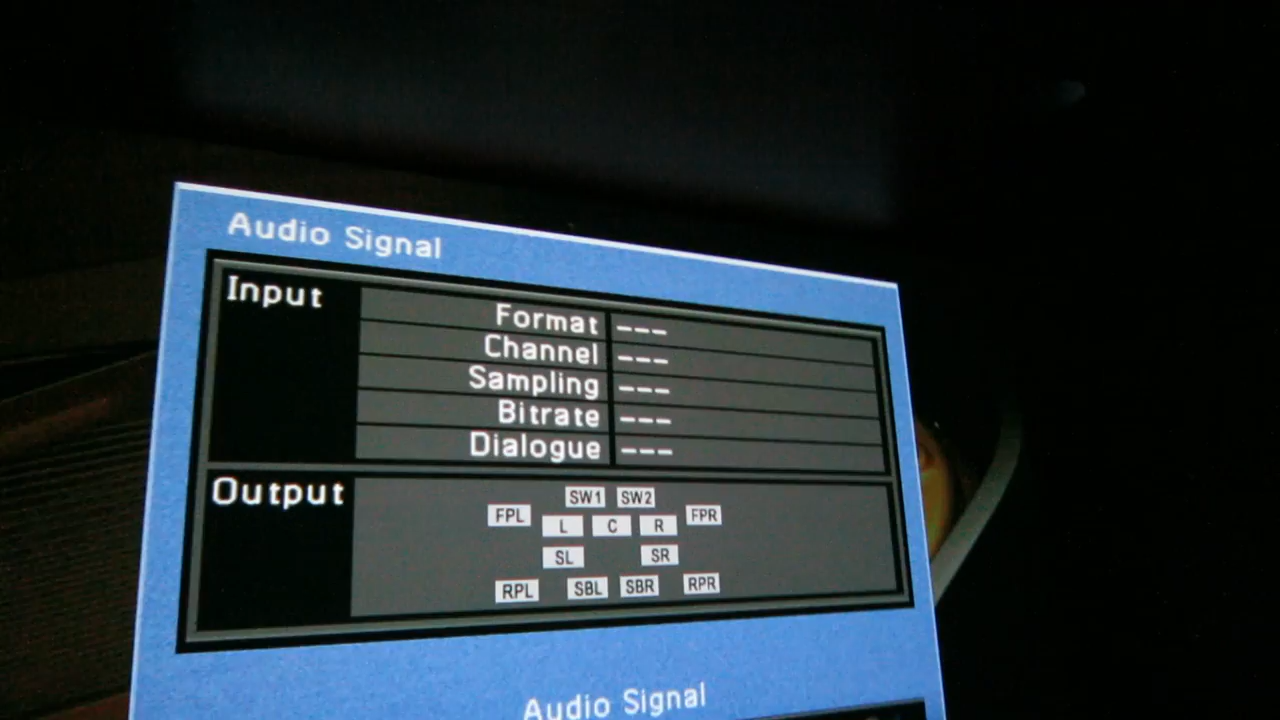 Audio Signal
Input
Format ---
Channel ---
Sampling ---
Bitrate ---
Dialogue ---
Output
SW1 SW2
FPL L C R FPR
SL SR
RPL SBL SBR RPR
Audio Signal